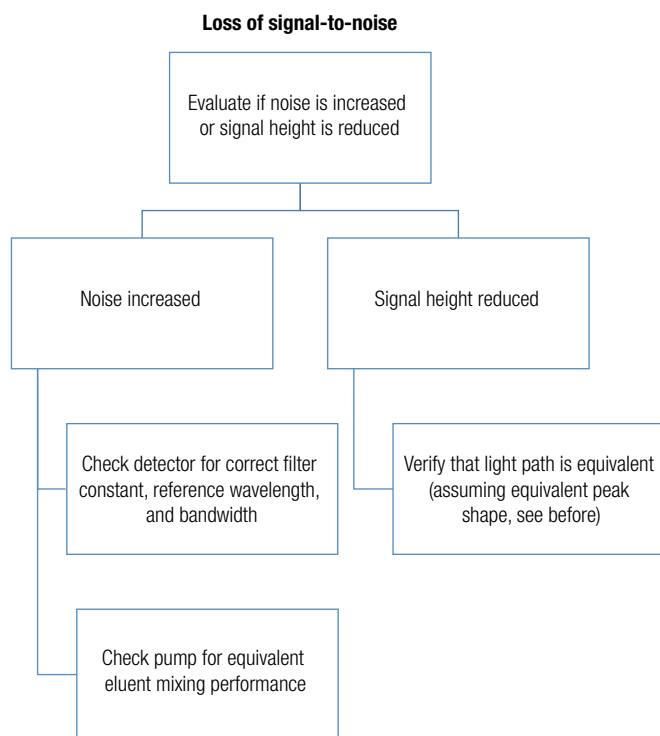 Loss of signal-to-noise
Evaluate if noise is increased
or signal height is reduced
Noise increased
Signal height reduced
Check detector for correct filter
constant, reference wavelength,
and bandwidth
Verify that light path is equivalent
(assuming equivalent peak
shape, see before)
Check pump for equivalent
eluent mixing performance